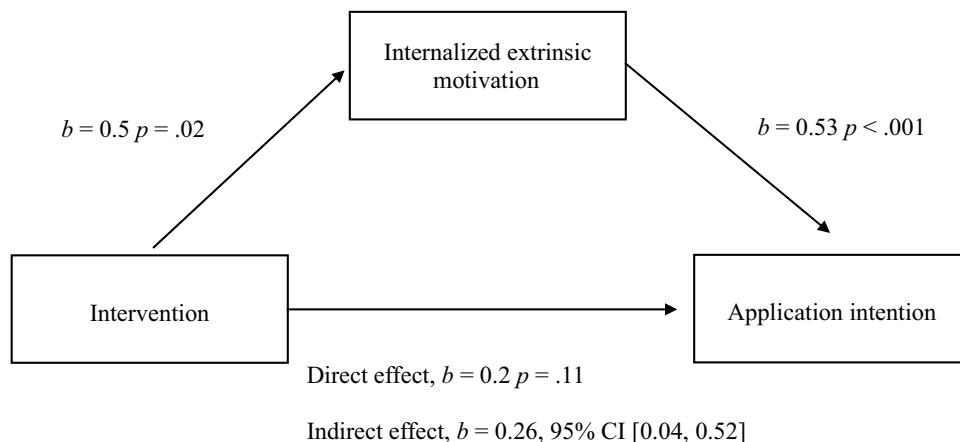 Internalized extrinsic
motivation
b = 0.5 p = .02
b = 0.53 p < .001
Intervention
Application intention
Direct effect, b = 0.2 p = .11
Indirect effect, b = 0.26, 95% CI [0.04, 0.52]